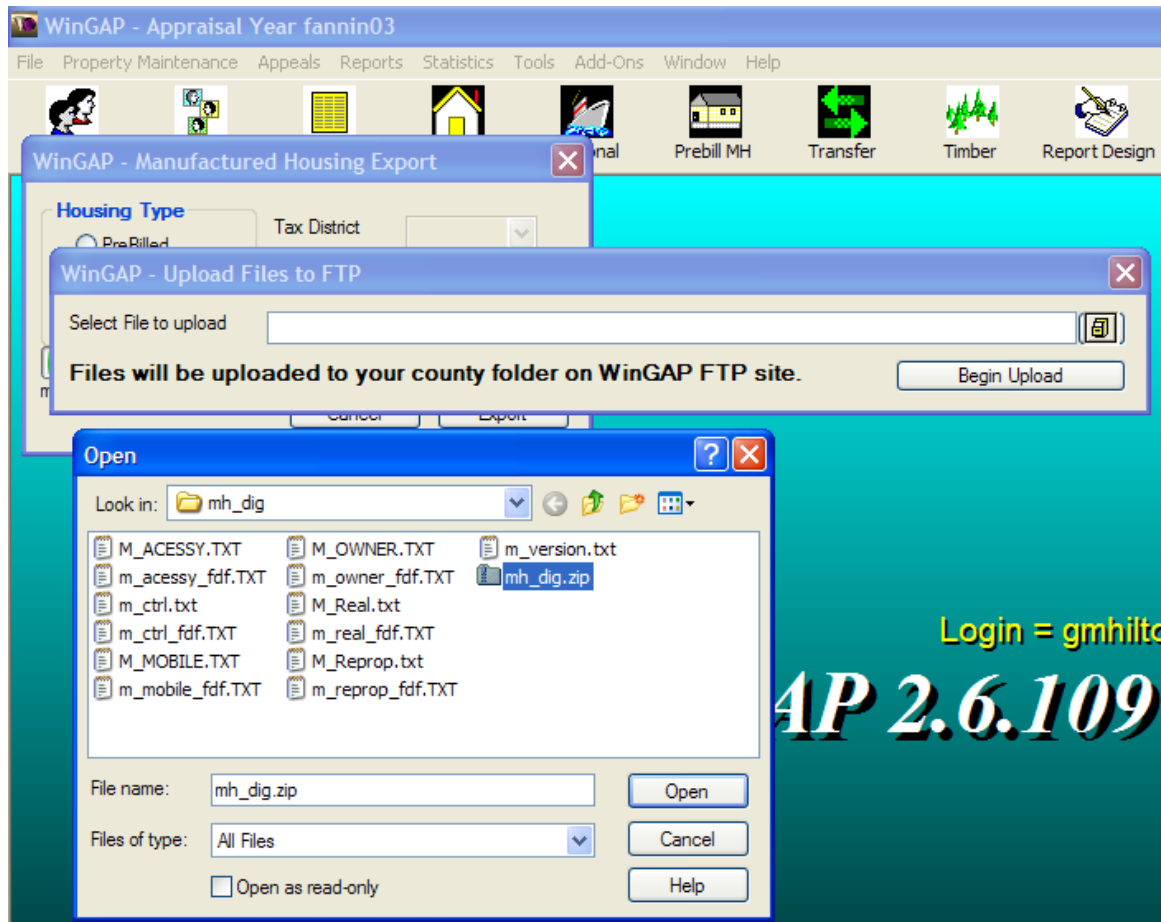 WinGAP - Appraisal Year fannin03
File Property Maintenance Appeals Reports Statistics Tools Add-Ons Window Help
Prebill MH Transfer Timber Report Design
WinGAP - Manufactured Housing Export
Housing Type
Tax District
PreBilled
WinGAP - Upload Files to FTP
Select File to upload
Files will be uploaded to your county folder on WinGAP FTP site.
Begin Upload
Cancel Export
Open
Look in: mh_dig
M_ACESSY.TXT M_OWNER.TXT m_version.txt
m_acessy_fdf.TXT m_owner_fdf.TXT mh_dig.zip
m_ctrl.txt M_Real.txt
m_ctrl_fdf.TXT m_real_fdf.TXT
M_MOBILE.TXT M_Reprop.txt
m_mobile_fdf.TXT m_reprop_fdf.TXT
File name: mh_dig.zip Open
Files of type: All Files Cancel
Open as read-only Help
Login = gmhilto
AP 2.6.109